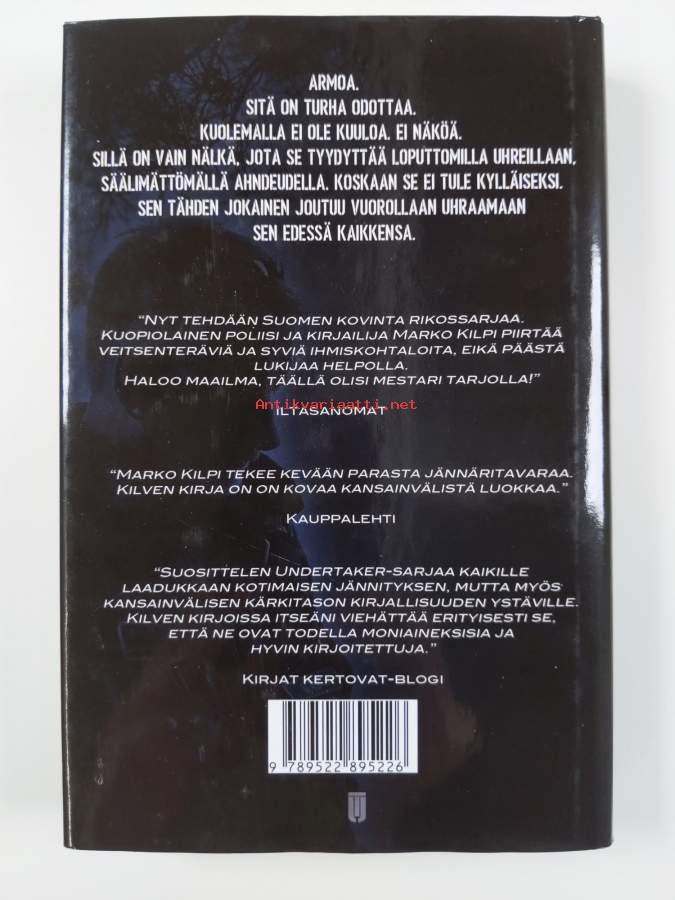 ARMOA.
SITÄ ON TURHA ODOTTAA.
KUOLEMALLA EI OLE KUULOA. EI NÄKÖÄ.
SILLÄ ON VAIN NÄLKÄ, JOTA SE TYYDYTTÄÄ LOPUTTOMILLA UHREILLAAN,
SÄÄLIMÄTTÖMÄLLÄ AHNEUDELLA. KOSKAAN SE EI TULE KYLLÄISEKSI.
SEN TÄHDEN JOKAINEN JOUTUU VUOROLLAAN UHRAAMAAN
SEN EDESSÄ KAIKKENSA.
“NYT TEHDÄÄN SUOMEN KOVINTA RIKOSSARJAA.
KUOPIOLAINEN POLIISI JA KIRJAILIJA MARKO KILPI PIIRTÄÄ
VEITSENTERÄVIÄ JA SYVIÄ IHMISKOHTALOITA, EIKÄ PÄÄSTÄ
LUKIJAA HELPOLLA.
HALOO MAAILMA, TÄÄLLÄ OLISI MESTARI TARJOLLA!”
Antikvariaatti.net
ILTASANOMAT
“MARKO KILPI TEKEE KEVÄÄN PARASTA JÄNNÄRITAVARAA.
KILVEN KIRJA ON ON KOVAA KANSAINVÄLISTÄ LUOKKAA.”
KAUPPALEHTI
“SUOSITTELEN UNDERTAKER-SARJAA KAIKILLE
LAADUKKAAN KOTIMAISEN JÄNNITYKSEN, MUTTA MYÖS
KANSAINVÄLISEN KÄRKITASON KIRJALLISUUDEN YSTÄVILLE.
KILVEN KIRJOISSA ITSEÄNI VIEHÄTTÄÄ ERITYISESTI SE,
ETTÄ NE OVAT TODELLA MONIAINEKSISIA JA
HYVIN KIRJOITETTUJA.”
KIRJAT KERTOVAT-BLOGI
9 789522 895226